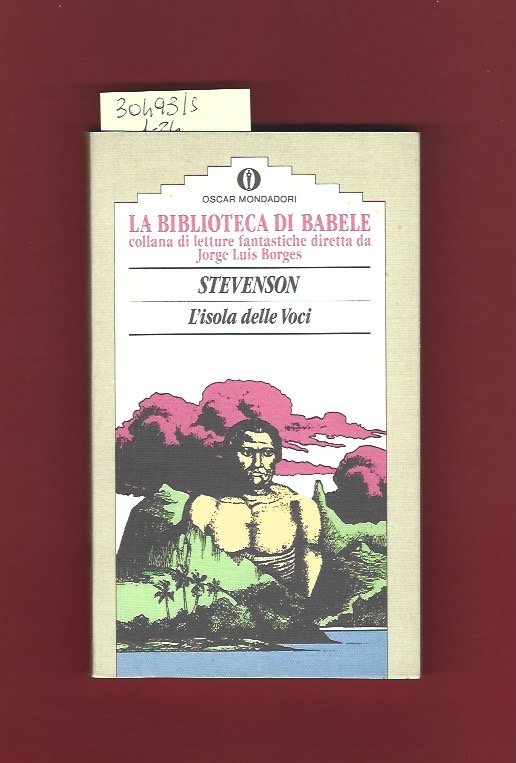 30493/S
OSCAR MONDADORI
LA BIBLIOTECA DI BABELE
collana di letture fantastiche diretta da
Jorge Luis Borges
STEVENSON
L'isola delle Voci